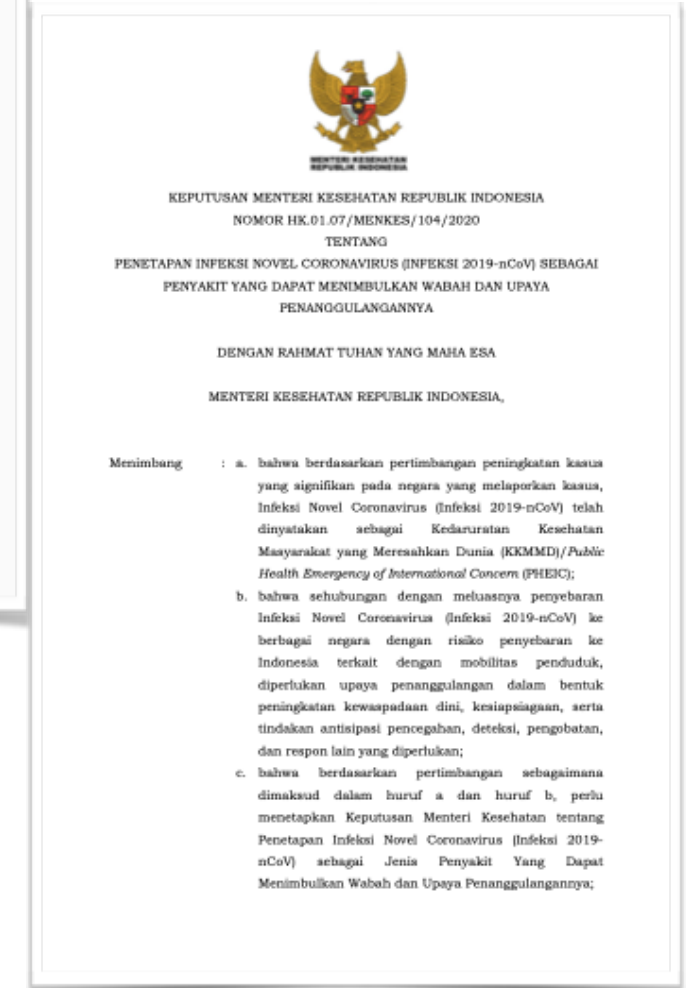 MENTERI KESEHATAN
REPUBLIK INDONESIA
KEPUTUSAN MENTERI KESEHATAN REPUBLIK INDONESIA
NOMOR HK.01.07/MENKES/104/2020
TENTANG
PENETAPAN INFEKSI NOVEL CORONAVIRUS (INFEKSI 2019-nCoV) SEBAGAI
PENYAKIT YANG DAPAT MENIMBULKAN WABAH DAN UPAYA
PENANGGULANGANNYA
DENGAN RAHMAT TUHAN YANG MAHA ESA
MENTERI KESEHATAN REPUBLIK INDONESIA,
Menimbang : a. bahwa berdasarkan pertimbangan peningkatan kasus
yang signifikan pada negara yang melaporkan kasus,
Infeksi Novel Coronavirus (Infeksi 2019-nCoV) telah
dinyatakan sebagai Kedaruratan Kesehatan
Masyarakat yang Meresahkan Dunia (KKMMD)/Public
Health Emergency of International Concern (PHEIC);
b. bahwa sehubungan dengan meluasnya penyebaran
Infeksi Novel Coronavirus (Infeksi 2019-nCoV) ke
berbagai negara dengan risiko penyebaran ke
Indonesia terkait dengan mobilitas penduduk,
diperlukan upaya penanggulangan dalam bentuk
peningkatan kewaspadaan dini, kesiapsiagaan, serta
tindakan antisipasi pencegahan, deteksi, pengobatan,
dan respon lain yang diperlukan;
c. bahwa berdasarkan pertimbangan sebagaimana
dimaksud dalam huruf a dan huruf b, perlu
menetapkan Keputusan Menteri Kesehatan tentang
Penetapan Infeksi Novel Coronavirus (Infeksi 2019-
nCoV) sebagai Jenis Penyakit Yang Dapat
Menimbulkan Wabah dan Upaya Penanggulangannya;